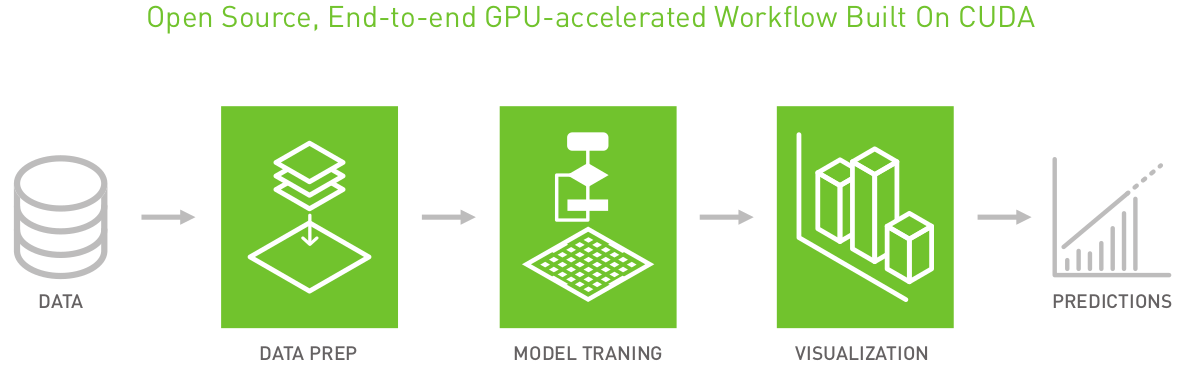 Open Source, End-to-end GPU-accelerated Workflow Built On CUDA
DATA
PREDICTIONS
DATA PREP
MODEL TRANING
VISUALIZATION